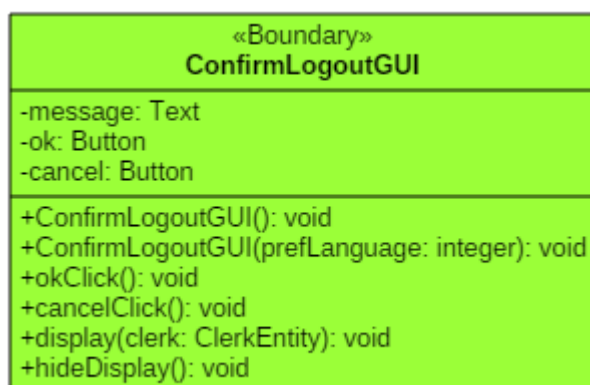 «Boundary»
ConfirmLogoutGUI
-message: Text
-ok: Button
-cancel: Button
+ConfirmLogoutGUI(): void
+ConfirmLogoutGUI(prefLanguage: integer): void
+okClick(): void
+cancelClick(): void
+display(clerk: ClerkEntity): void
+hideDisplay(): void